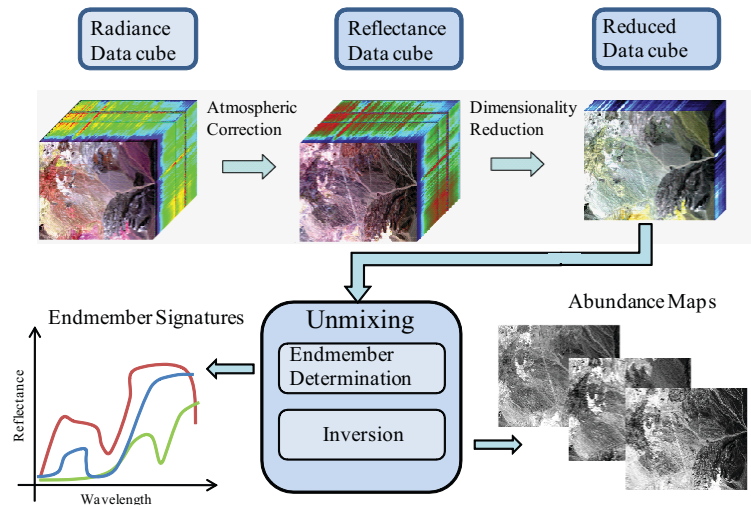 Radiance
Data cube
Reflectance
Data cube
Reduced
Data cube
Atmospheric
Correction
Dimensionality
Reduction
Endmember Signatures
Unmixing
Abundance Maps
Endmember
Determination
Inversion
Reflectance
Wavelength